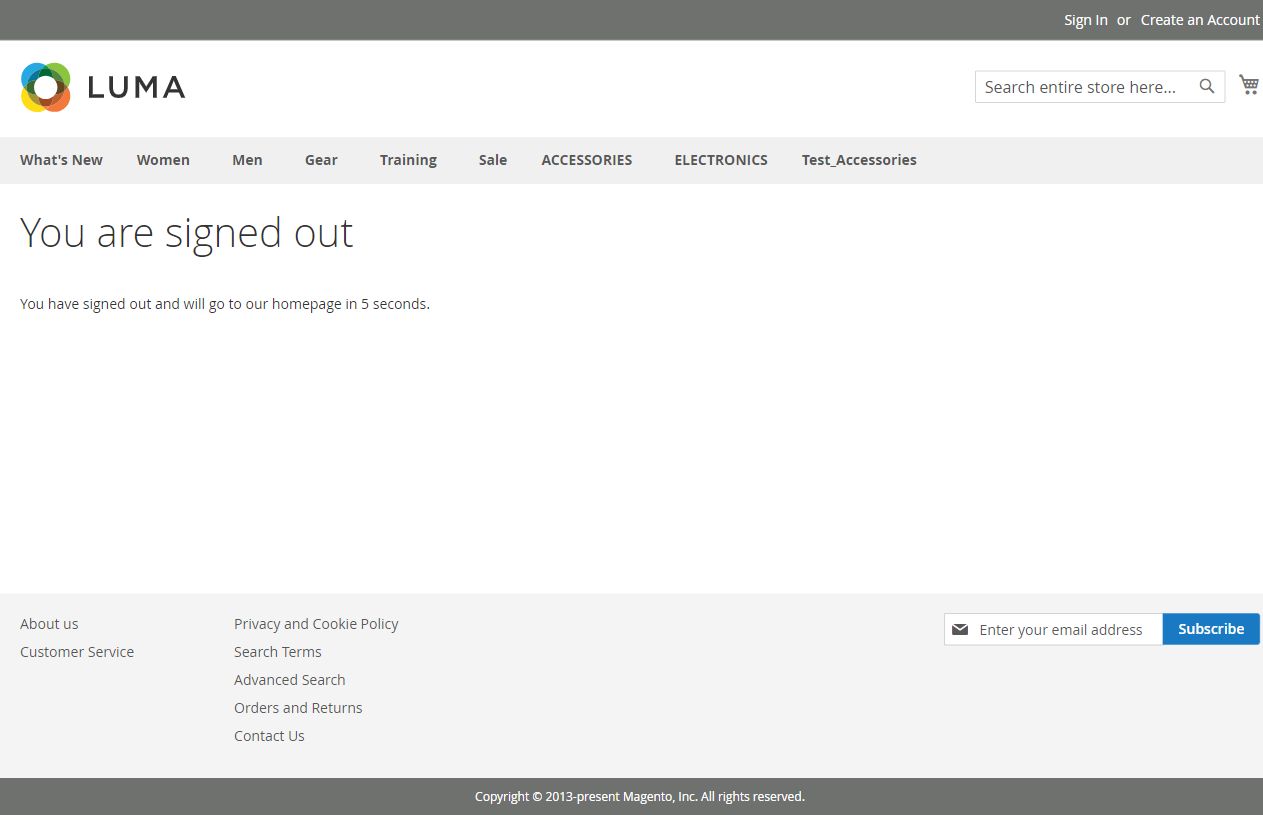 Sign In or Create an Account
LUMA
Search entire store here...
What's New Women Men Gear Training Sale ACCESSORIES ELECTRONICS Test_Accessories
You are signed out
You have signed out and will go to our homepage in 5 seconds.
About us
Customer Service
Privacy and Cookie Policy
Search Terms
Advanced Search
Orders and Returns
Contact Us
Enter your email address
Subscribe
Copyright © 2013-present Magento, Inc. All rights reserved.